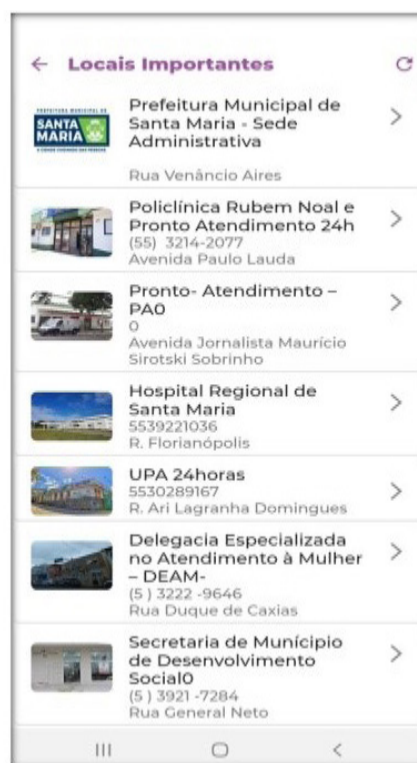 Locais Importantes
Prefeitura Municipal de
Santa Maria - Sede
Administrativa
Rua Venâncio Aires
PREFEITURA MUNICIPAL DE
SANTA
MARIA
Policlínica Rubem Noal e
Pronto Atendimento 24h
(55) 3214-2077
Avenida Paulo Lauda
Pronto- Atendimento –
PA0
0
Avenida Jornalista Maurício
Sirotski Sobrinho
Hospital Regional de
Santa Maria
5539221036
R. Florianópolis
UPA 24horas
5530289167
R. Ari Lagranha Domingues
Delegacia Especializada
no Atendimento à Mulher
– DEAM-
(5 ) 3222 -9646
Rua Duque de Caxias
Secretaria de Munícipio
de Desenvolvimento
Social0
(5 ) 3921 -7284
Rua General Neto